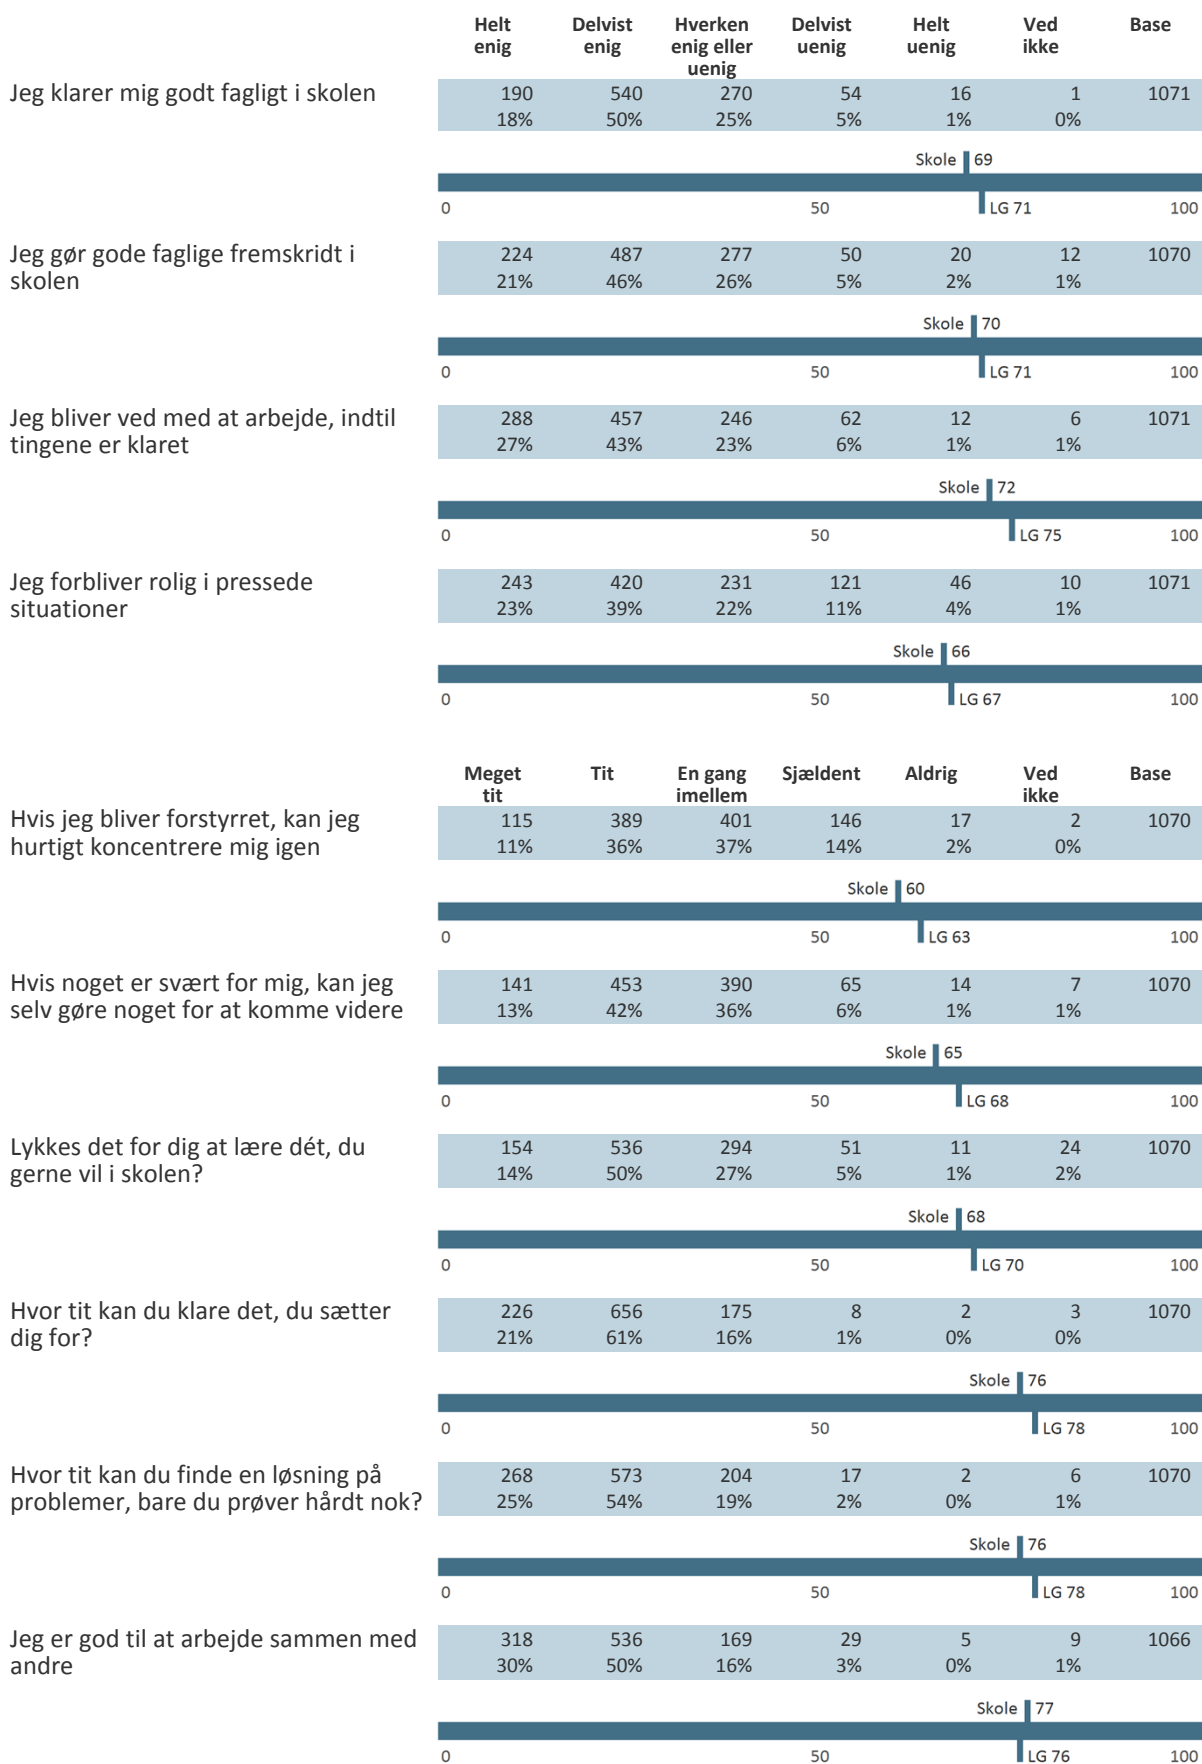 Helt enig Delvist enig Hverken enig eller uenig Delvist uenig Helt uenig Ved ikke Base
Jeg klarer mig godt fagligt i skolen 190 540 270 54 16 1 1071
18% 50% 25% 5% 1% 0%
Skole 69
0 50 LG 71 100
Jeg gør gode faglige fremskridt i 224 487 277 50 20 12 1070
skolen 21% 46% 26% 5% 2% 1%
Skole 70
0 50 LG 71 100
Jeg bliver ved med at arbejde, indtil 288 457 246 62 12 6 1071
tingene er klaret 27% 43% 23% 6% 1% 1%
Skole 72
0 50 LG 75 100
Jeg forbliver rolig i pressede 243 420 231 121 46 10 1071
situationer 23% 39% 22% 11% 4% 1%
Skole 66
0 50 LG 67 100
Meget tit Tit En gang imellem Sjældent Aldrig Ved ikke Base
Hvis jeg bliver forstyrret, kan jeg 115 389 401 146 17 2 1070
hurtigt koncentrere mig igen 11% 36% 37% 14% 2% 0%
Skole 60
0 50 LG 63 100
Hvis noget er svært for mig, kan jeg 141 453 390 65 14 7 1070
selv gøre noget for at komme videre 13% 42% 36% 6% 1% 1%
Skole 65
0 50 LG 68 100
Lykkes det for dig at lære dét, du 154 536 294 51 11 24 1070
gerne vil i skolen? 14% 50% 27% 5% 1% 2%
Skole 68
0 50 LG 70 100
Hvor tit kan du klare det, du sætter 226 656 175 8 2 3 1070
dig for? 21% 61% 16% 1% 0% 0%
Skole 76
0 50 LG 78 100
Hvor tit kan du finde en løsning på 268 573 204 17 2 6 1070
problemer, bare du prøver hårdt nok? 25% 54% 19% 2% 0% 1%
Skole 76
0 50 LG 78 100
Jeg er god til at arbejde sammen med 318 536 169 29 5 9 1066
andre 30% 50% 16% 3% 0% 1%
Skole 77
0 50 LG 76 100